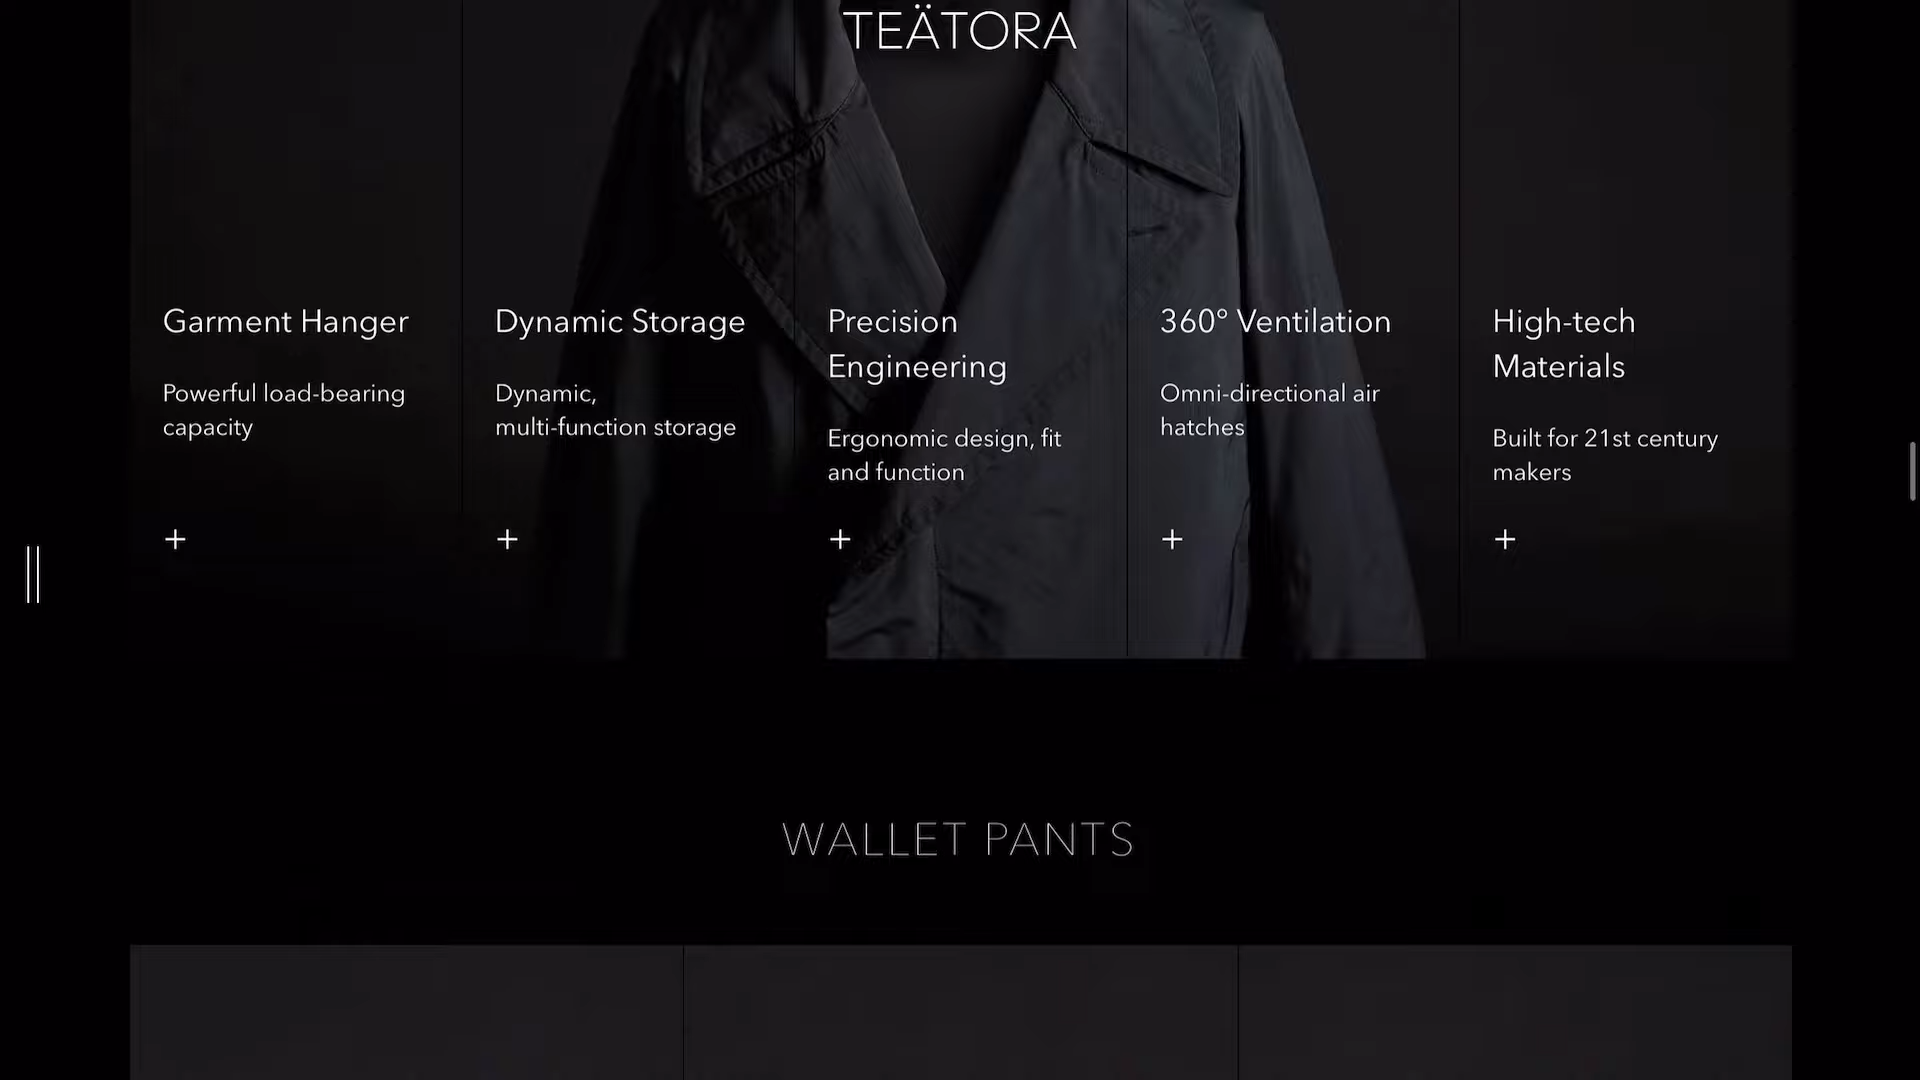 TEÄTORA
Garment Hanger
Powerful load-bearing
capacity
+
Dynamic Storage
Dynamic,
multi-function storage
+
Precision
Engineering
Ergonomic design, fit
and function
+
360° Ventilation
Omni-directional air
hatches
+
High-tech
Materials
Built for 21st century
makers
+
WALLET PANTS